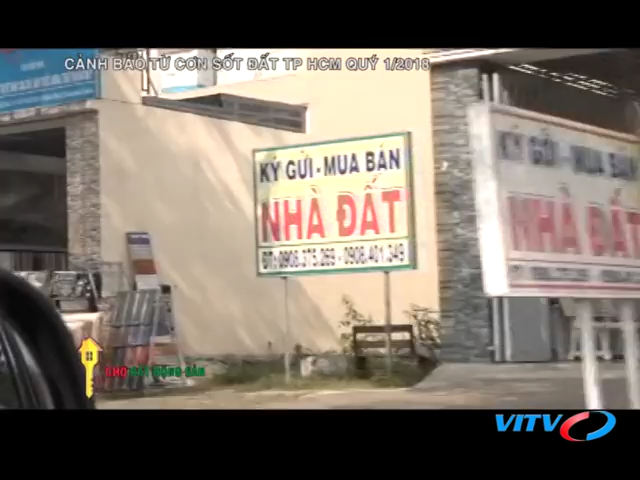 CẢNH BÁO TỪ CƠN SỐT ĐẤT TP HCM QUÝ 1/2018
KÝ GỬI - MUA BÁN
NHÀ ĐẤT
ĐT: 0906.375.269 - 0908.401.349
KÝ GỬI - MUA BÁN
NHÀ ĐẤT
VITV